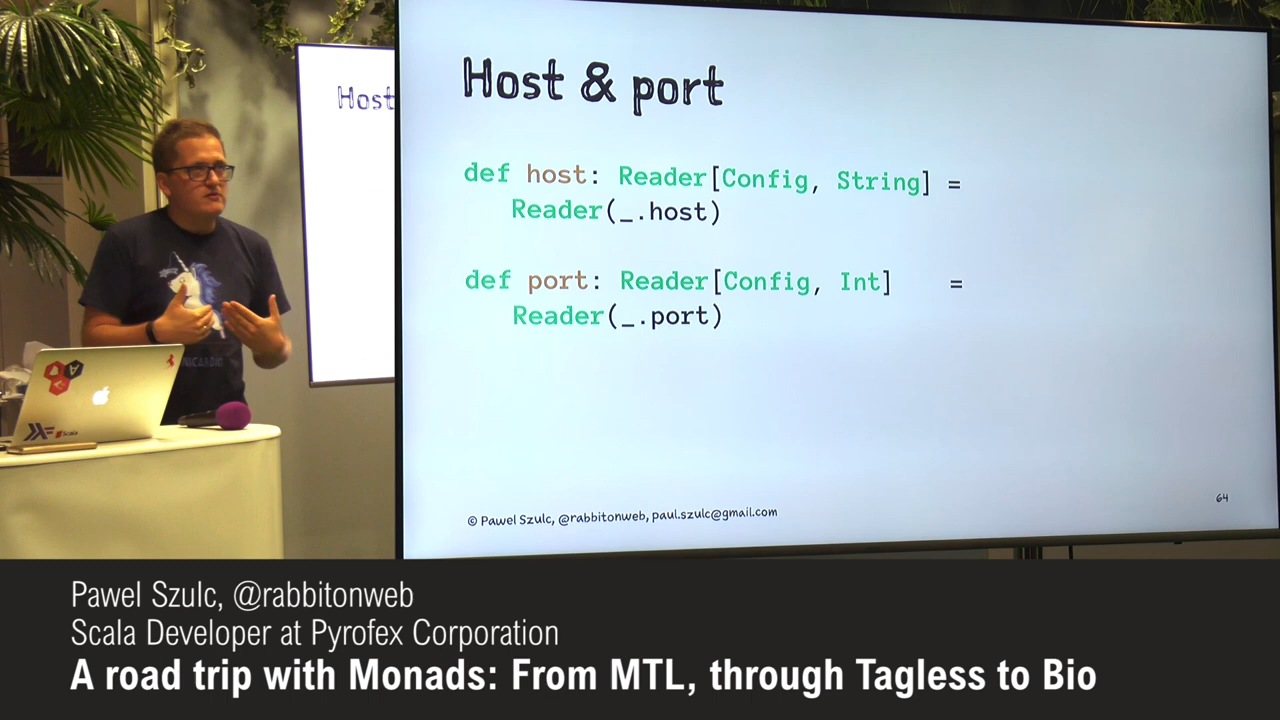 Host
Host & port
def host: Reader[Config, String] =
Reader(_.host)
def port: Reader[Config, Int] =
Reader(_.port)
© Pawel Szulc, @rabbitonweb, paul.szulc@gmail.com
64
Scala
Pawel Szulc, @rabbitonweb
Scala Developer at Pyrofex Corporation
A road trip with Monads: From MTL, through Tagless to Bio